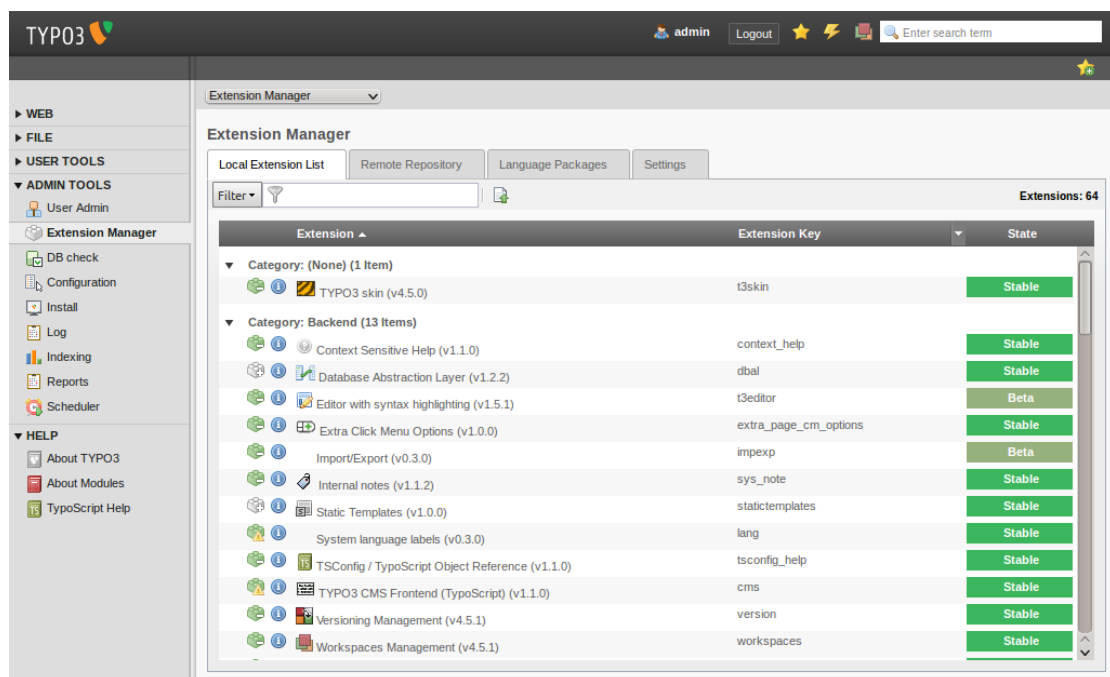 TYPO3
admin
Logout
Enter search term
Extension Manager
WEB
FILE
USER TOOLS
ADMIN TOOLS
User Admin
Extension Manager
DB check
Configuration
Install
Log
Indexing
Reports
Scheduler
HELP
About TYPO3
About Modules
TypoScript Help
Extension Manager
Local Extension List Remote Repository Language Packages Settings
Filter Extensions: 64
Extension Extension Key State
Category: (None) (1 Item)
TYPO3 skin (v4.5.0) t3skin Stable
Category: Backend (13 Items)
Context Sensitive Help (v1.1.0) context_help Stable
Database Abstraction Layer (v1.2.2) dbal Stable
Editor with syntax highlighting (v1.5.1) t3editor Beta
Extra Click Menu Options (v1.0.0) extra_page_cm_options Stable
Import/Export (v0.3.0) impexp Beta
Internal notes (v1.1.2) sys_note Stable
Static Templates (v1.0.0) statictemplates Stable
System language labels (v0.3.0) lang Stable
TS TSConfig / TypoScript Object Reference (v1.1.0) tsconfig_help Stable
TYPO3 CMS Frontend (TypoScript) (v1.1.0) cms Stable
Versioning Management (v4.5.1) version Stable
Workspaces Management (v4.5.1) workspaces Stable